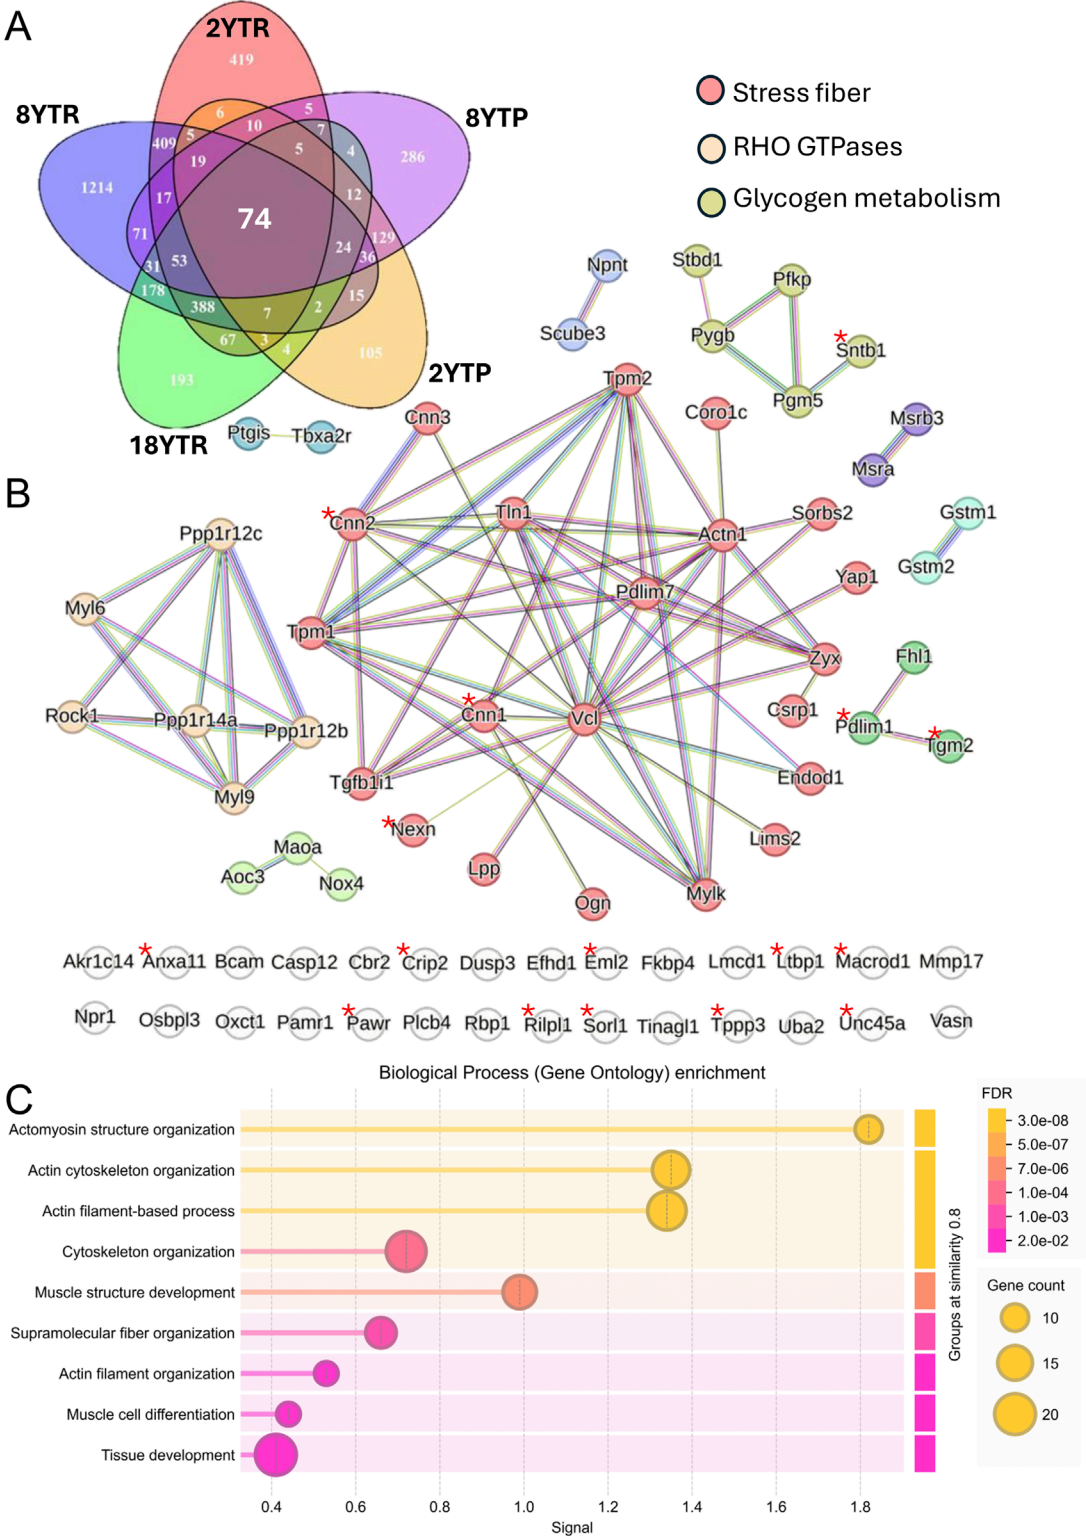 A
2YTR
419
8YTR
8YTP
5
6
10
7
409
5
19
5
4
286
1214
17
12
74
71
24
129
36
31
53
178
388
7
2
15
67
3
4
105
193
2YTP
18YTR
Stress fiber
RHO GTPases
Glycogen metabolism
B
Npnt
Scube3
Stbd1
Pfkp
Pygb
* Sntb1
Pgm5
Tpm2
Coro1c
Cnn3
Ptgis
Tbxa2r
Msrb3
Msra
* Cnn2
Tln1
Actn1
Sorbs2
Gstm1
Gstm2
Ppp1r12c
Myl6
Pdlim7
Yap1
Tpm1
Zyx
Fhl1
Rock1
Ppp1r14a
Ppp1r12b
* Cnn1
Vcl
Csrp1
* Pdlim1
* Tgm2
Myl9
Tgfb1i1
Endod1
* Nexn
Lims2
Maoa
Aoc3
Nox4
Lpp
Ogn
Mylk
Akr1c14 * Anxa11 Bcam Casp12 Cbr2 * Crip2 Dusp3 Efhd1 * Eml2 Fkbp4 Lmcd1 * Ltbp1 * Macrod1 Mmp17
Npr1 Osbpl3 Oxct1 Pamr1 * Pawr Plcb4 Rbp1 * Rilpl1 * Sorl1 Tinagl1 * Tppp3 Uba2 * Unc45a Vasn
C
Biological Process (Gene Ontology) enrichment
Actomyosin structure organization
Actin cytoskeleton organization
Actin filament-based process
Cytoskeleton organization
Muscle structure development
Supramolecular fiber organization
Actin filament organization
Muscle cell differentiation
Tissue development
0.4 0.6 0.8 1.0 1.2 1.4 1.6 1.8
Signal
Groups at similarity 0.8
FDR
3.0e-08
5.0e-07
7.0e-06
1.0e-04
1.0e-03
2.0e-02
Gene count
10
15
20